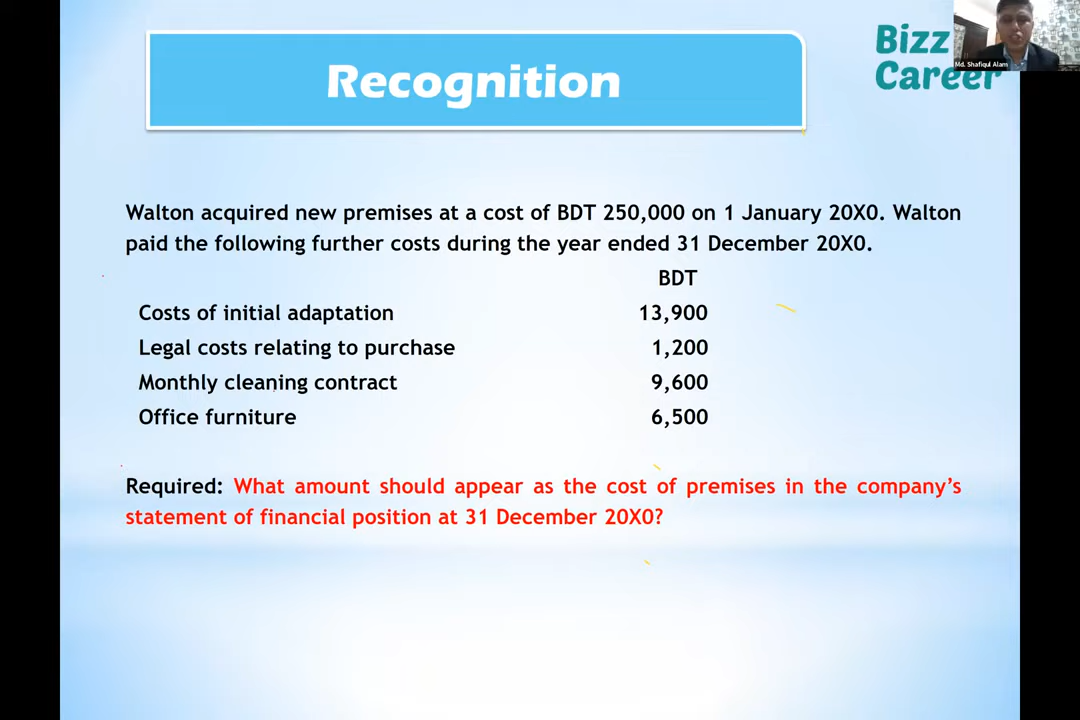 Recognition
Bizz
Career
Md. Shafiqul Alam
Walton acquired new premises at a cost of BDT 250,000 on 1 January 20X0. Walton
paid the following further costs during the year ended 31 December 20X0.
BDT
Costs of initial adaptation 13,900
Legal costs relating to purchase 1,200
Monthly cleaning contract 9,600
Office furniture 6,500
Required: What amount should appear as the cost of premises in the company’s
statement of financial position at 31 December 20X0?